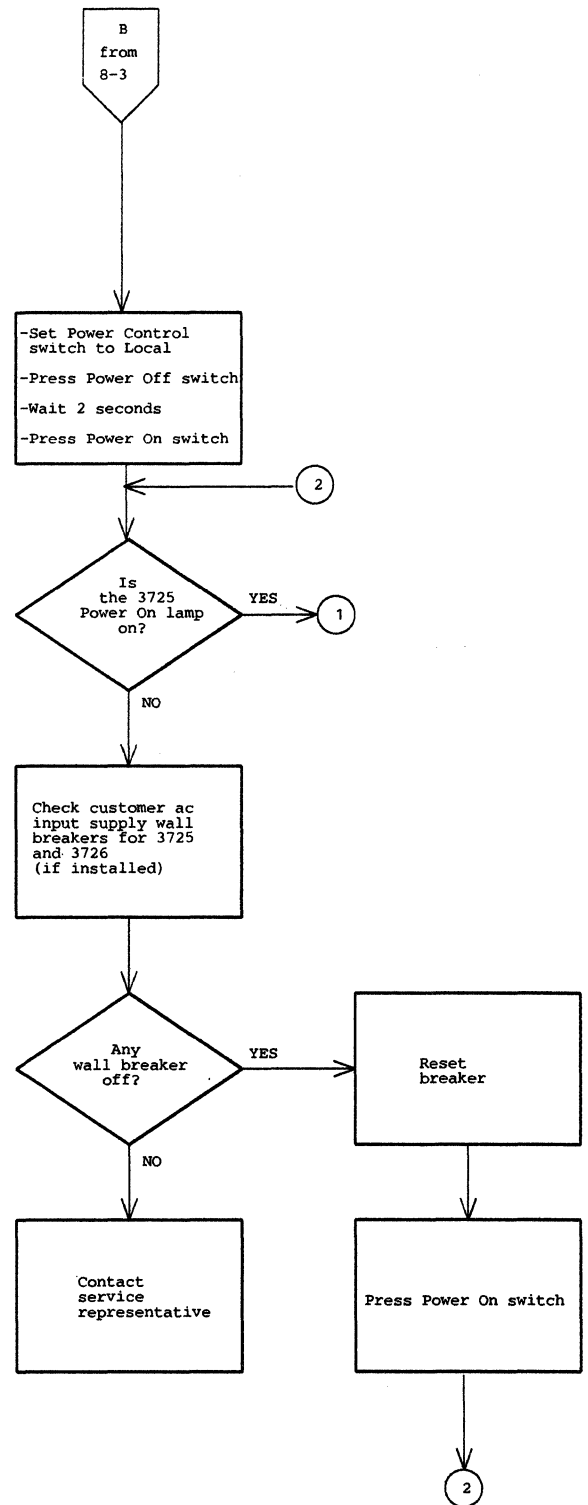 B
from
8-3
-Set Power Control
switch to Local
-Press Power Off switch
-Wait 2 seconds
-Press Power On switch
2
Is
the 3725
Power On lamp
on?
YES
1
NO
Check customer ac
input supply wall
breakers for 3725
and 3726
(if installed)
Any
wall breaker
off?
YES
Reset
breaker
NO
Contact
service
representative
Press Power On switch
2